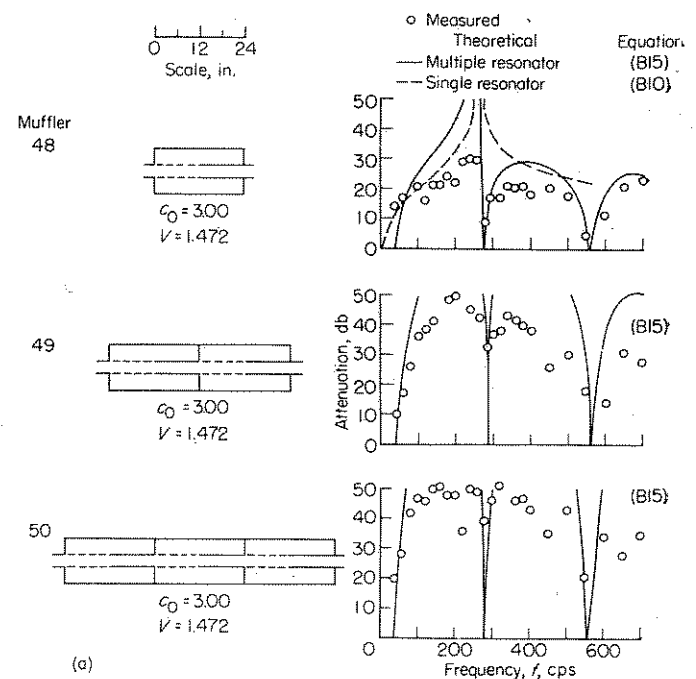 0 12 24
Scale, in.
○ Measured
Theoretical Equation
Multiple resonator (B15)
Single resonator (B10)
Muffler
48
c₀ = 3.00
V = 1.472
50
40
30
20
10
0
49
c₀ = 3.00
V = 1.472
50
40
30
20
10
0
Attenuation, db
(B15)
50
c₀ = 3.00
V = 1.472
50
40
30
20
10
0 200 400 600
(B15)
Frequency, f, cps
(a)